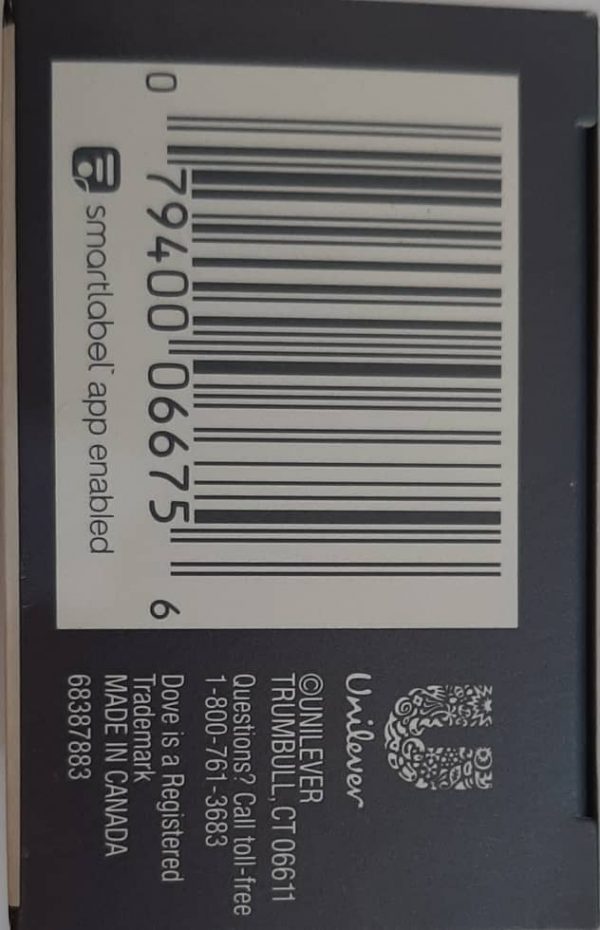 0 79400 06675 6
smartlabel™ app enabled
Unilever
©UNILEVER
TRUMBULL, CT 06611
Questions? Call toll-free
1-800-761-3683
Dove is a Registered
Trademark
MADE IN CANADA
68387883